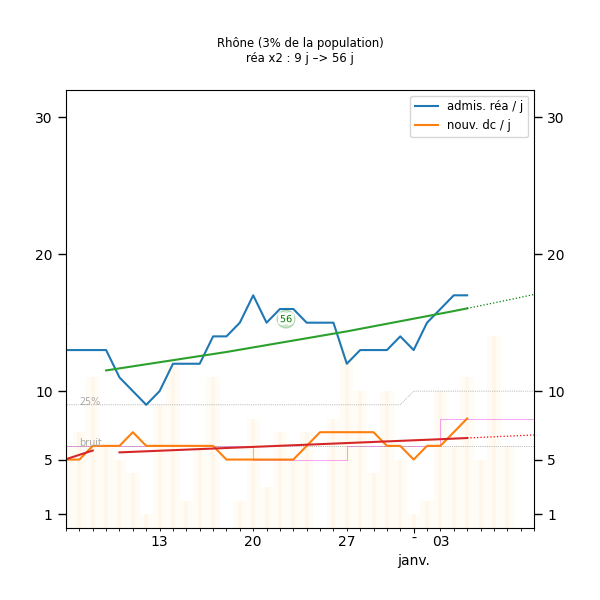 Rhône (3% de la population)
réa x2 : 9 j –> 56 j
admis. réa / j
nouv. dc / j
30
30
20
20
56
10
10
25%
bruit
5
5
1
1
13
20
27
-
03
janv.